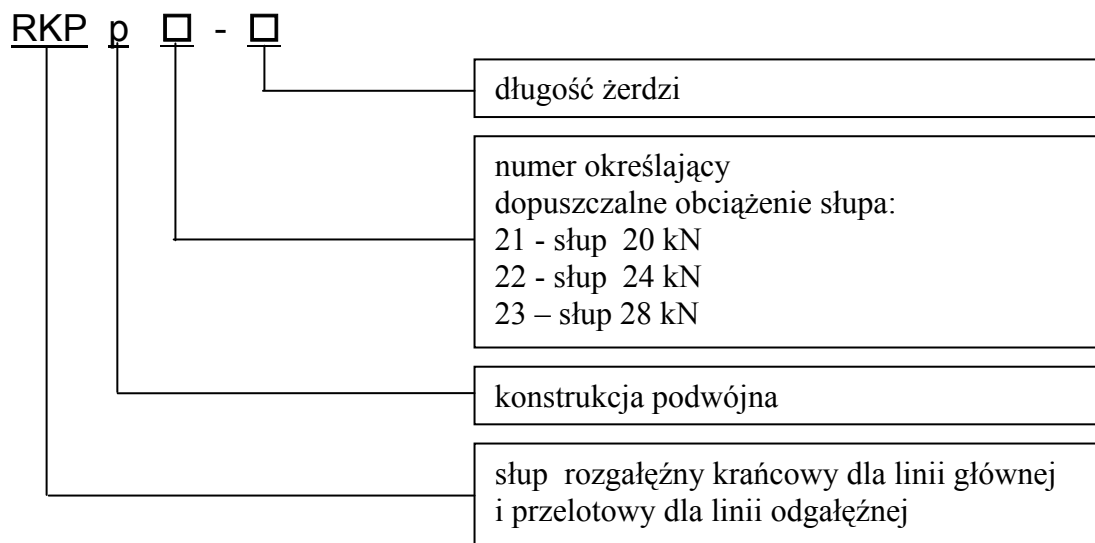 RKP p □ - □
długość żerdzi
numer określający
dopuszczalne obciążenie słupa:
21 - słup 20 kN
22 - słup 24 kN
23 – słup 28 kN
konstrukcja podwójna
słup rozgałęźny krańcowy dla linii głównej
i przelotowy dla linii odgałęźnej